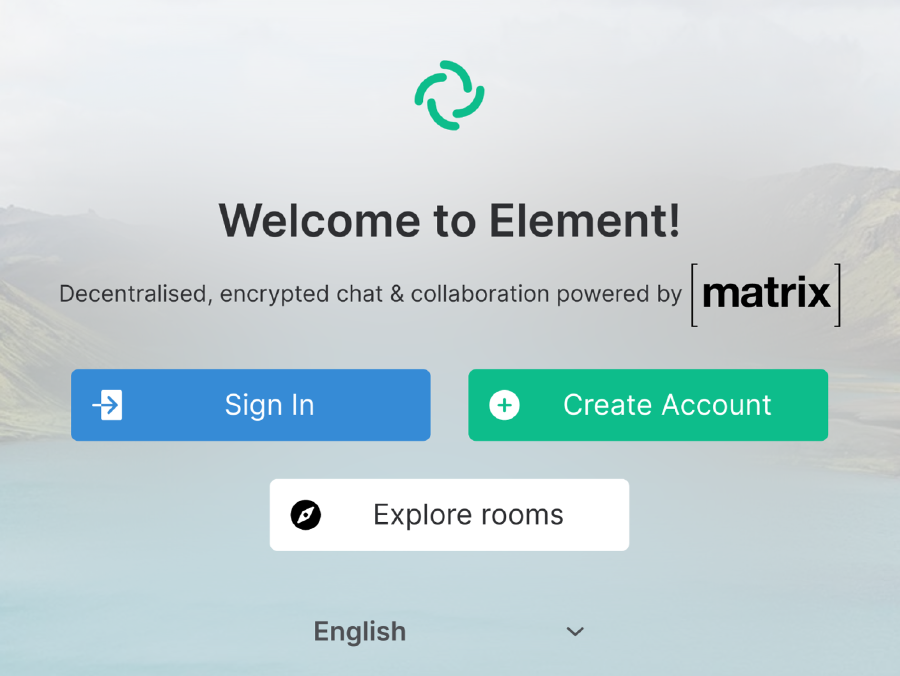 Welcome to Element!
Decentralised, encrypted chat & collaboration powered by [matrix]
Sign In
Create Account
Explore rooms
English